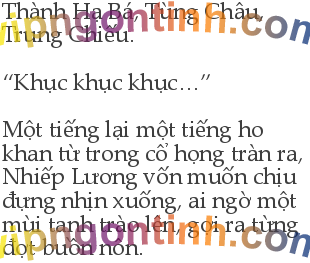 Thành Hạ Bá, Tùng Châu,
Trung Chiêu.
“Khục khục khục…”
Một tiếng lại một tiếng ho
khan từ trong cổ họng tràn ra,
Nhiếp Lương vốn muốn chịu
đựng nhịn xuống, ai ngờ một
mùi tanh trào lên, gợi ra từng
đợt buồn nôn.